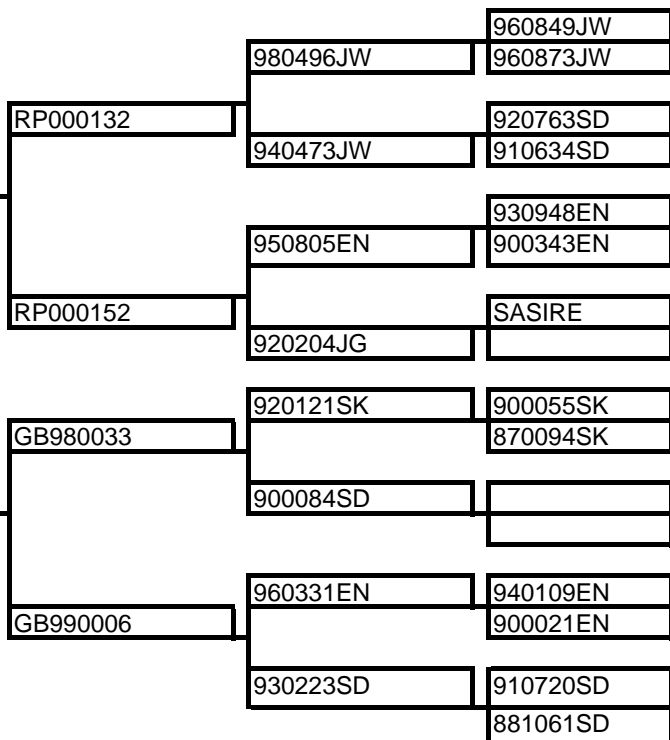 960849JW
980496JW
960873JW
RP000132
920763SD
940473JW
910634SD
930948EN
950805EN
900343EN
RP000152
SASIRE
920204JG
920121SK
900055SK
GB980033
870094SK
900084SD
960331EN
940109EN
GB990006
900021EN
930223SD
910720SD
881061SD